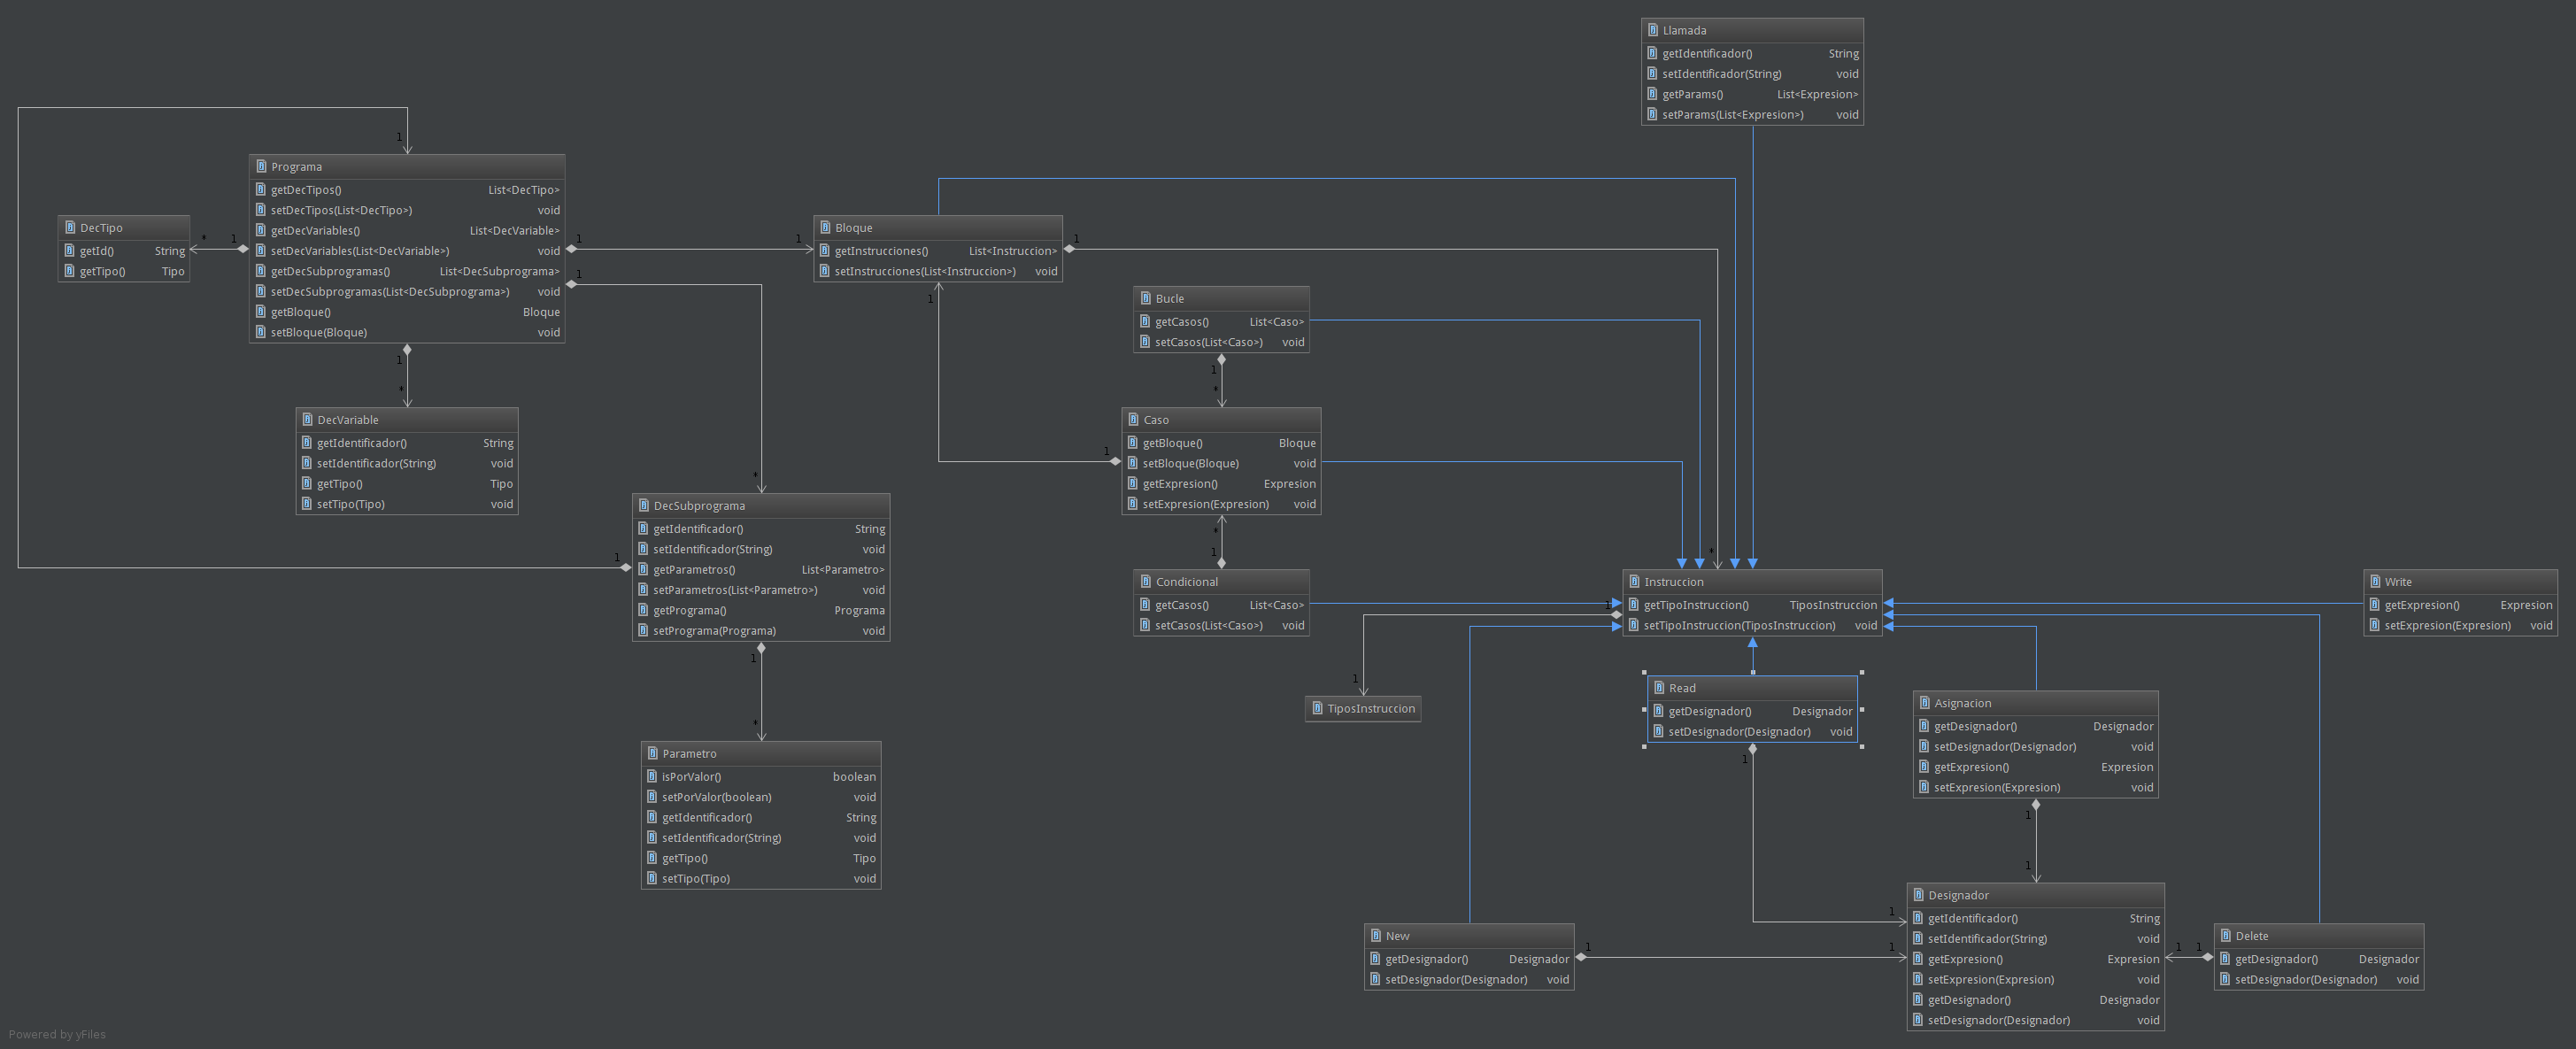 Llamada
getIdentificador() String
setIdentificador(String) void
getParams() List<Expresion>
setParams(List<Expresion>) void
1
Programa
getDecTipos() List<DecTipo>
setDecTipos(List<DecTipo>) void
getDecVariables() List<DecVariable>
setDecVariables(List<DecVariable>) void
getDecSubprogramas() List<DecSubprograma>
setDecSubprogramas(List<DecSubprograma>) void
getBloque() Bloque
setBloque(Bloque) void
DecTipo
getId() String
getTipo() Tipo
* 1
1 1
1
Bloque
getInstrucciones() List<Instruccion>
setInstrucciones(List<Instruccion>) void
1
1
Bucle
getCasos() List<Caso>
setCasos(List<Caso>) void
1
*
1
*
DecVariable
getIdentificador() String
setIdentificador(String) void
getTipo() Tipo
setTipo(Tipo) void
Caso
getBloque() Bloque
setBloque(Bloque) void
getExpresion() Expresion
setExpresion(Expresion) void
1
*
1
*
DecSubprograma
getIdentificador() String
setIdentificador(String) void
getParametros() List<Parametro>
setParametros(List<Parametro>) void
getPrograma() Programa
setPrograma(Programa) void
1
1
*
Condicional
getCasos() List<Caso>
setCasos(List<Caso>) void
*
Instruccion
getTipoInstruccion() TiposInstruccion
setTipoInstruccion(TiposInstruccion) void
1
1
Write
getExpresion() Expresion
setExpresion(Expresion) void
TiposInstruccion
Read
getDesignador() Designador
setDesignador(Designador) void
1
Asignacion
getDesignador() Designador
setDesignador(Designador) void
getExpresion() Expresion
setExpresion(Expresion) void
1
1
Parametro
isPorValor() boolean
setPorValor(boolean) void
getIdentificador() String
setIdentificador(String) void
getTipo() Tipo
setTipo(Tipo) void
1
Designador
getIdentificador() String
setIdentificador(String) void
getExpresion() Expresion
setExpresion(Expresion) void
getDesignador() Designador
setDesignador(Designador) void
New
getDesignador() Designador
setDesignador(Designador) void
1 1
1 1
Delete
getDesignador() Designador
setDesignador(Designador) void
Powered by yFiles